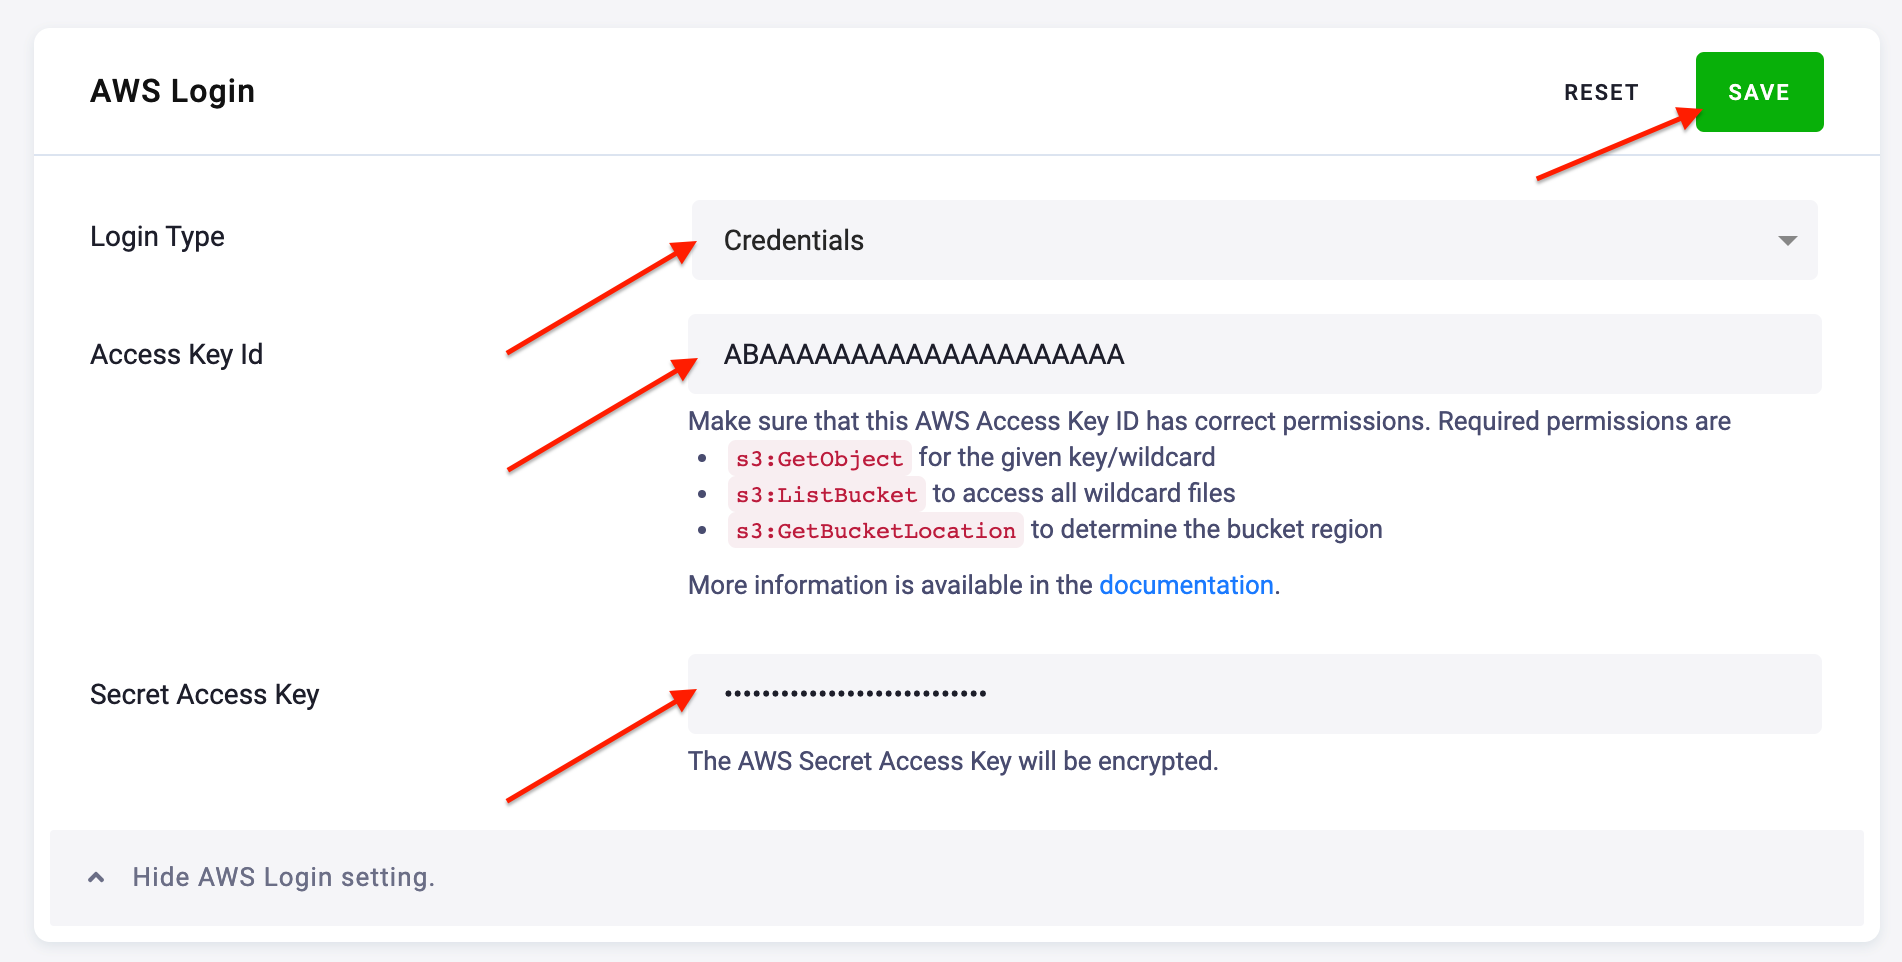 AWS Login
RESET
SAVE
Login Type
Credentials
Access Key Id
ABAAAAAAAAAAAAAAAAAAAA
Make sure that this AWS Access Key ID has correct permissions. Required permissions are
• s3:GetObject for the given key/wildcard
• s3:ListBucket to access all wildcard files
• s3:GetBucketLocation to determine the bucket region
More information is available in the documentation.
Secret Access Key
••••••••••••••••••••••••••••
The AWS Secret Access Key will be encrypted.
Hide AWS Login setting.